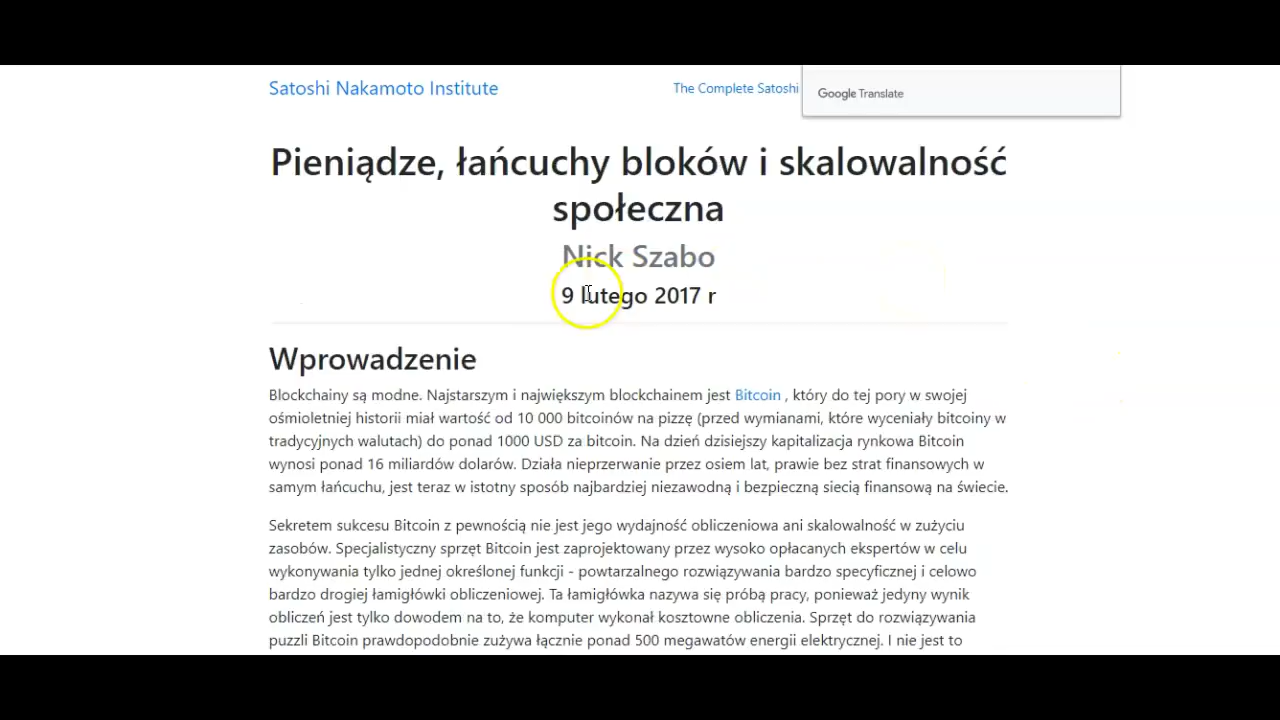 Satoshi Nakamoto Institute
The Complete Satoshi
Google Translate
Pieniądze, łańcuchy bloków i skalowalność
społeczna
Nick Szabo
9 lutego 2017 r
Wprowadzenie
Blockchainy są modne. Najstarszym i największym blockchainem jest Bitcoin , który do tej pory w swojej
ośmioletniej historii miał wartość od 10 000 bitcoinów na pizzę (przed wymianami, które wyceniały bitcoiny w
tradycyjnych walutach) do ponad 1000 USD za bitcoin. Na dzień dzisiejszy kapitalizacja rynkowa Bitcoin
wynosi ponad 16 miliardów dolarów. Działa nieprzerwanie przez osiem lat, prawie bez strat finansowych w
samym łańcuchu, jest teraz w istotny sposób najbardziej niezawodną i bezpieczną siecią finansową na świecie.
Sekretem sukcesu Bitcoin z pewnością nie jest jego wydajność obliczeniowa ani skalowalność w zużyciu
zasobów. Specjalistyczny sprzęt Bitcoin jest zaprojektowany przez wysoko opłacanych ekspertów w celu
wykonywania tylko jednej określonej funkcji - powtarzalnego rozwiązywania bardzo specyficznej i celowo
bardzo drogiej łamigłówki obliczeniowej. Ta łamigłówka nazywa się próbą pracy, ponieważ jedyny wynik
obliczeń jest tylko dowodem na to, że komputer wykonał kosztowne obliczenia. Sprzęt do rozwiązywania
puzzli Bitcoin prawdopodobnie zużywa łącznie ponad 500 megawatów energii elektrycznej. I nie jest to